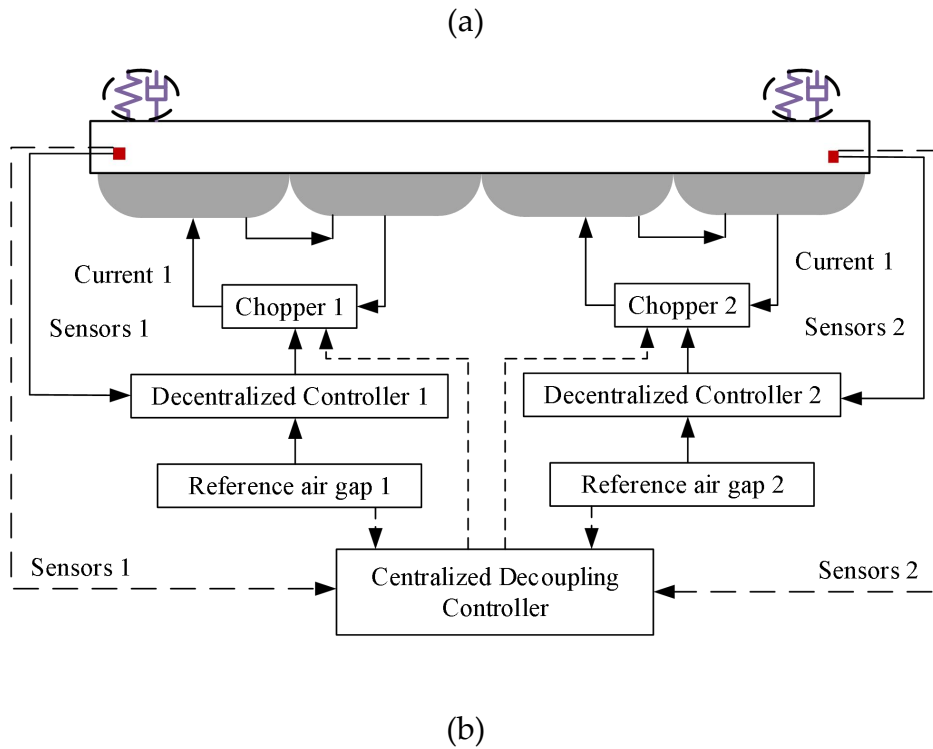 (a)
Current 1
Current 1
Chopper 1
Chopper 2
Sensors 1
Sensors 2
Decentralized Controller 1
Decentralized Controller 2
Reference air gap 1
Reference air gap 2
Sensors 1
Sensors 2
Centralized Decoupling
Controller
(b)